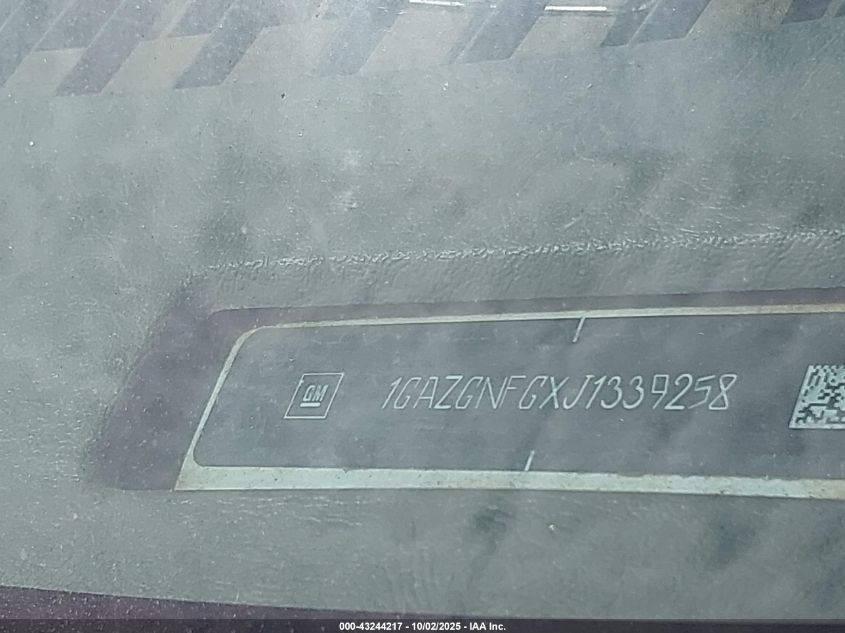 GM 1GAZGNFGXJ1339258
000-43244217 - 10/02/2025 - IAA Inc.